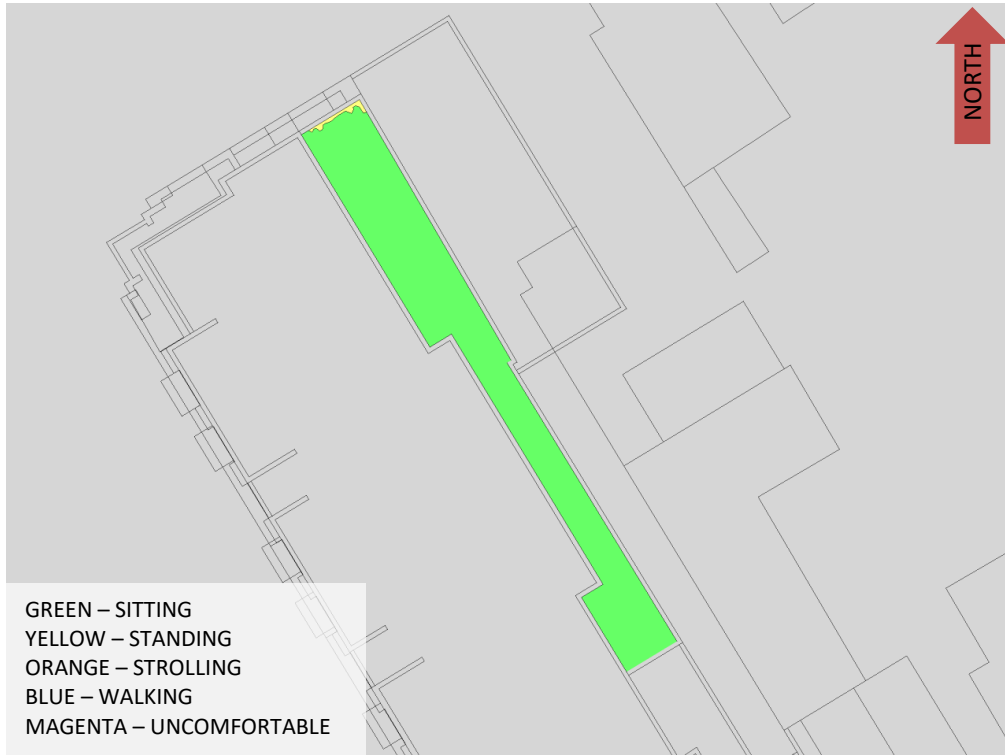 NORTH
GREEN – SITTING
YELLOW – STANDING
ORANGE – STROLLING
BLUE – WALKING
MAGENTA – UNCOMFORTABLE